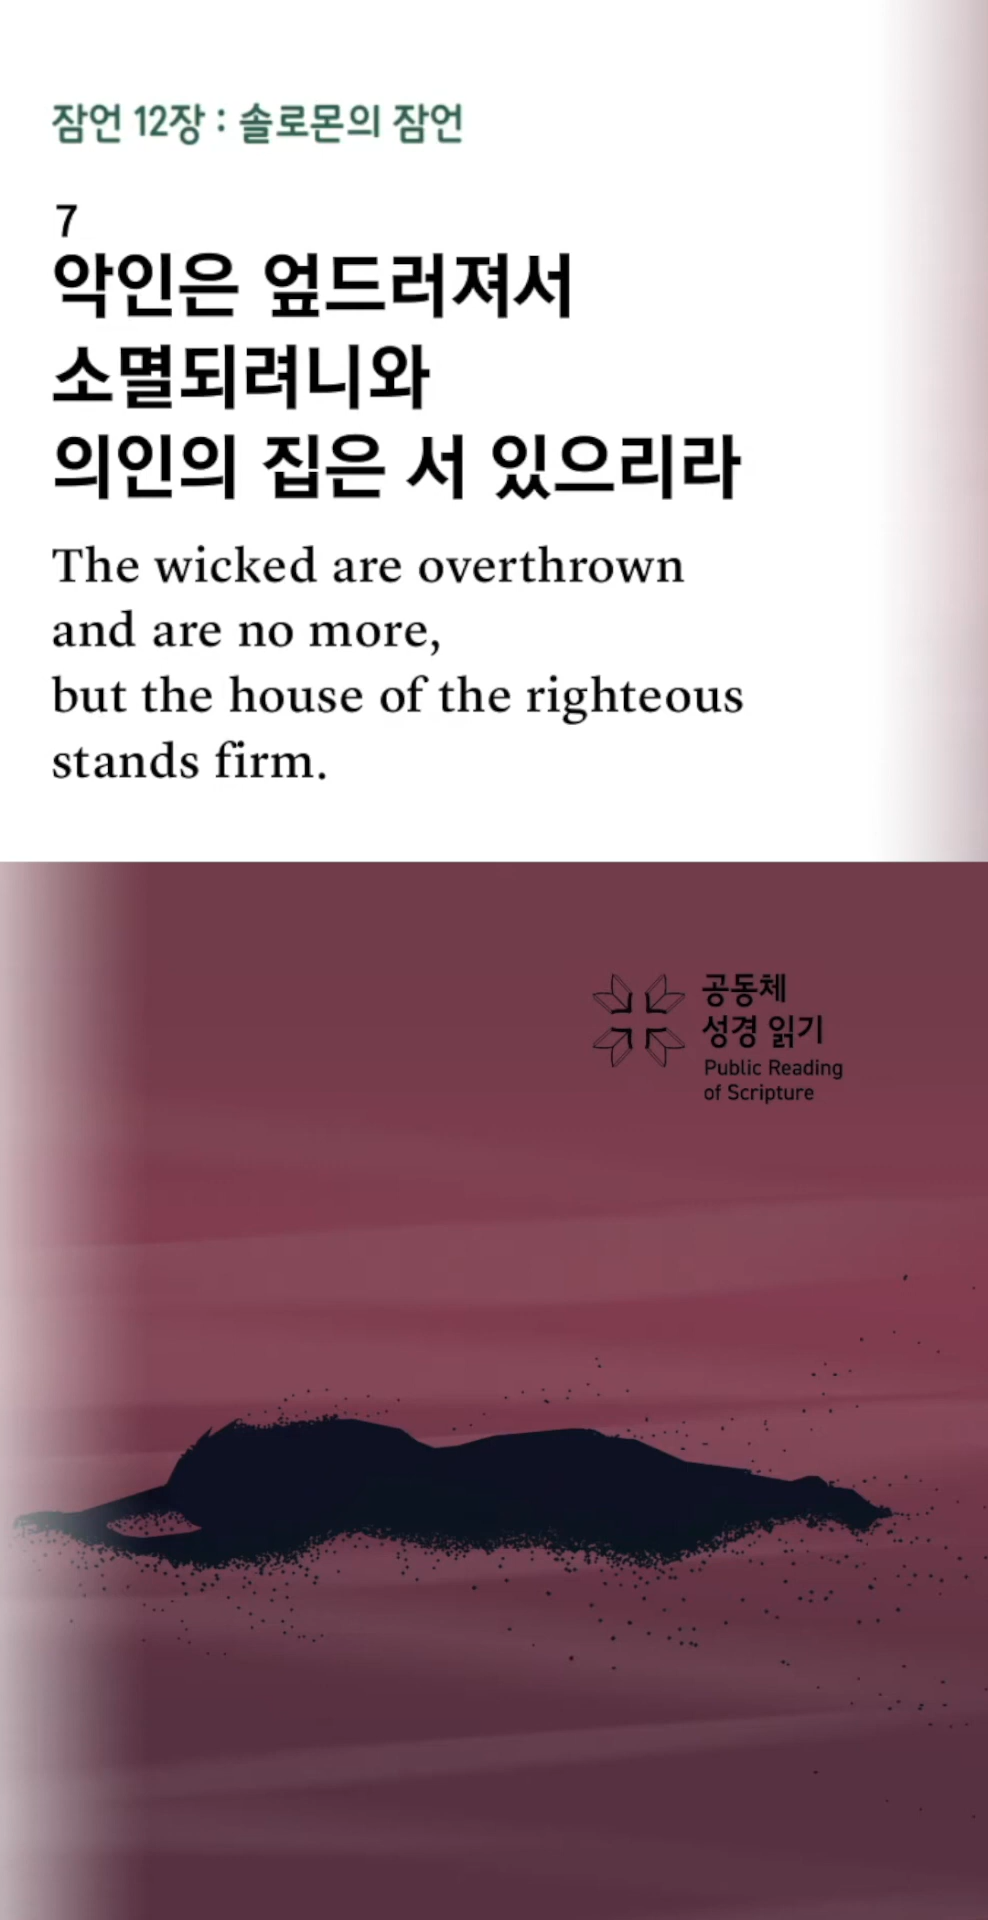 잠언 12장 : 솔로몬의 잠언
7
악인은 엎드러져서
소멸되려니와
의인의 집은 서 있으리라
The wicked are overthrown
and are no more,
but the house of the righteous
stands firm.
공동체
성경 읽기
Public Reading
of Scripture